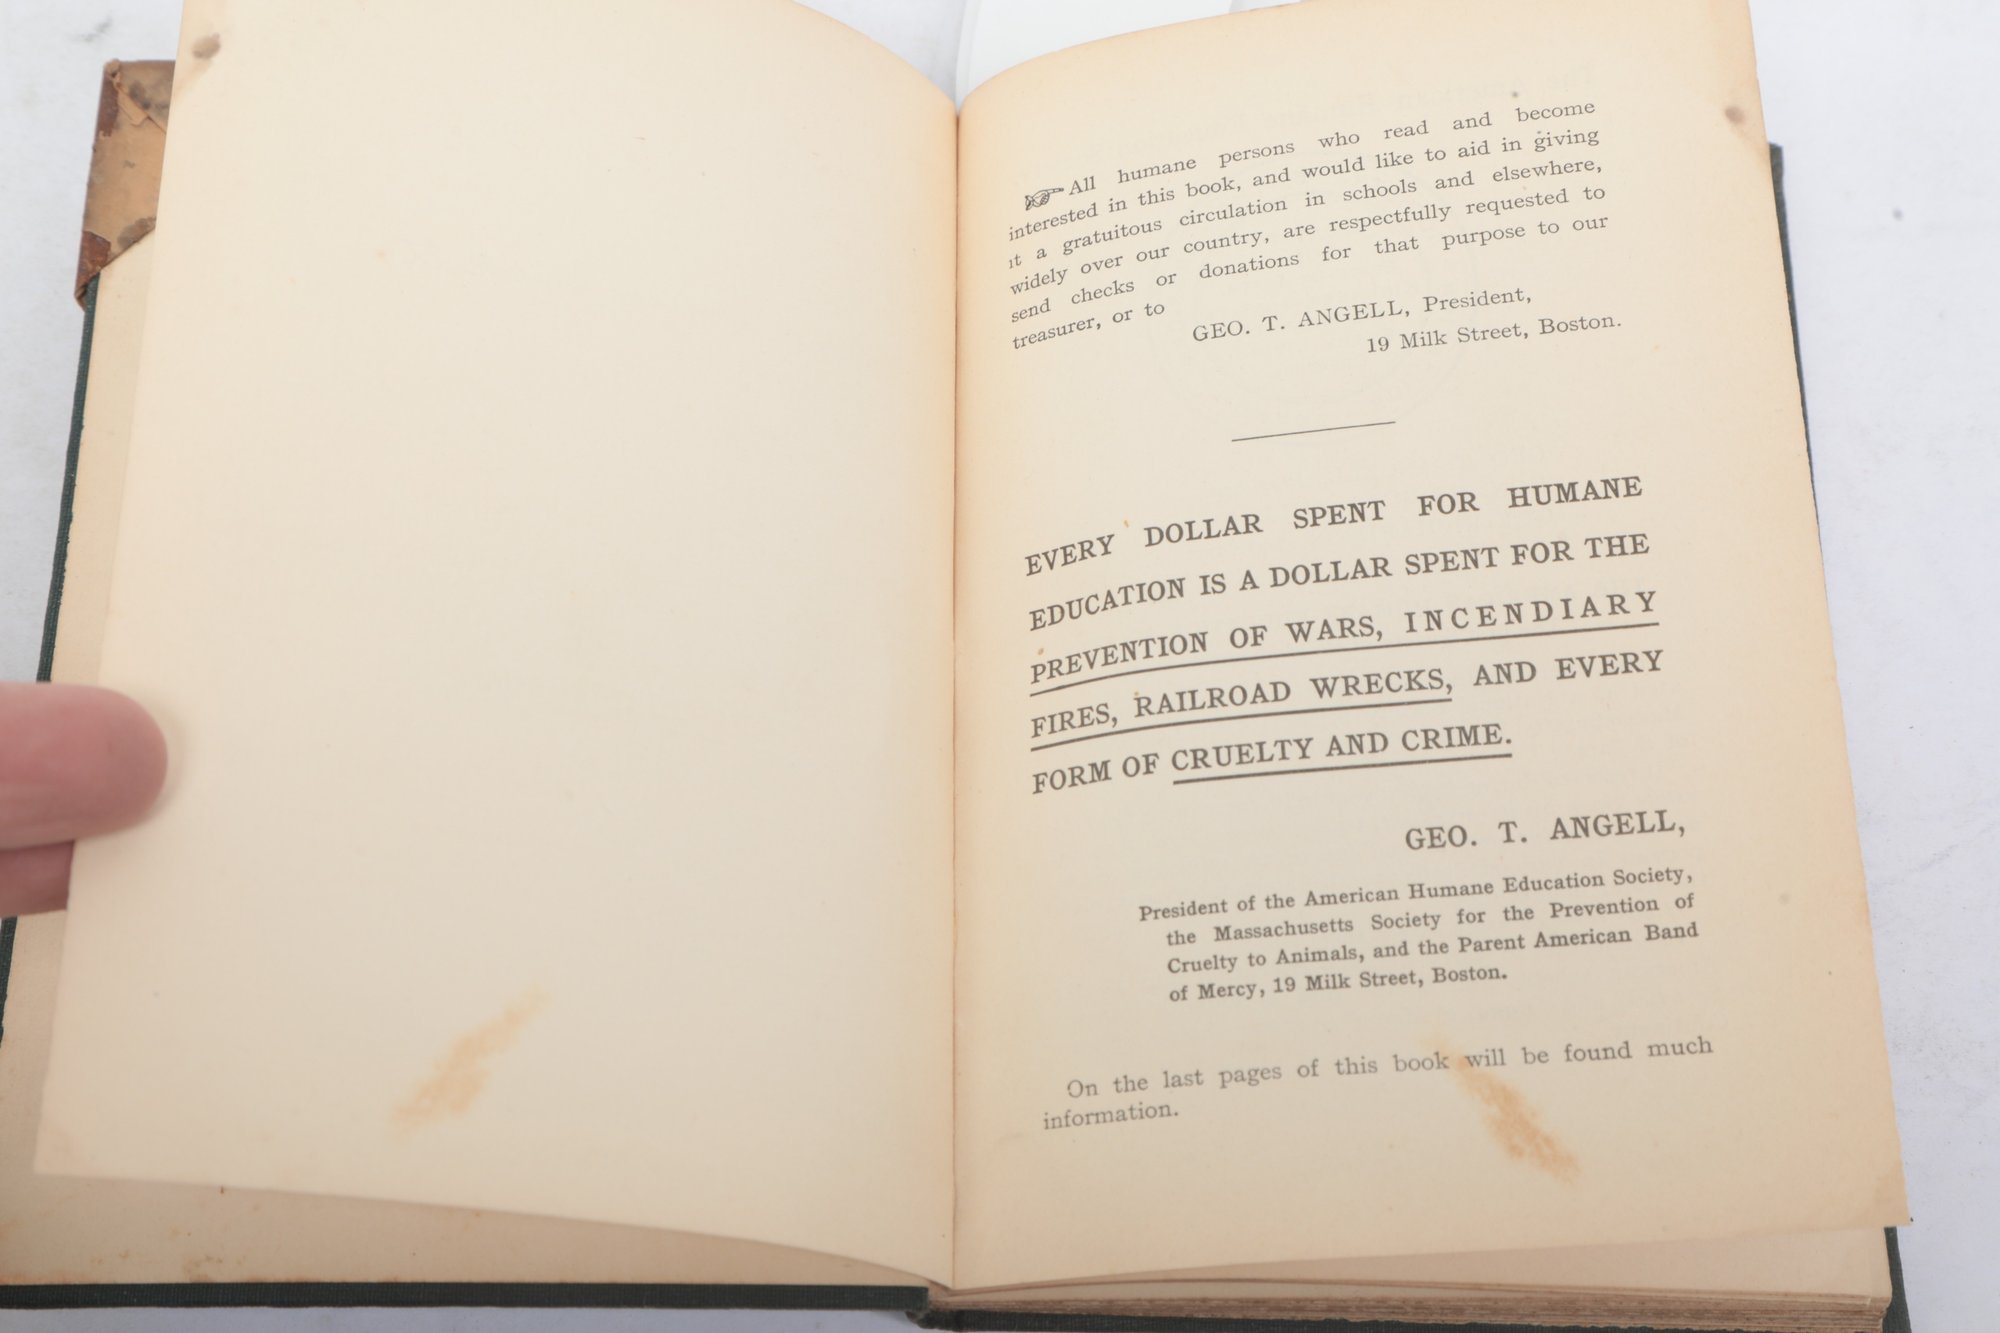 ☞ All humane persons who read and become
interested in this book, and would like to aid in giving
it a gratuitous circulation in schools and elsewhere,
widely over our country, are respectfully requested to
send checks or donations for that purpose to our
treasurer, or to
GEO. T. ANGELL, President,
19 Milk Street, Boston.
EVERY DOLLAR SPENT FOR HUMANE
EDUCATION IS A DOLLAR SPENT FOR THE
PREVENTION OF WARS, INCENDIARY
FIRES, RAILROAD WRECKS, AND EVERY
FORM OF CRUELTY AND CRIME.
GEO. T. ANGELL,
President of the American Humane Education Society,
the Massachusetts Society for the Prevention of
Cruelty to Animals, and the Parent American Band
of Mercy, 19 Milk Street, Boston.
On the last pages of this book will be found much
information.